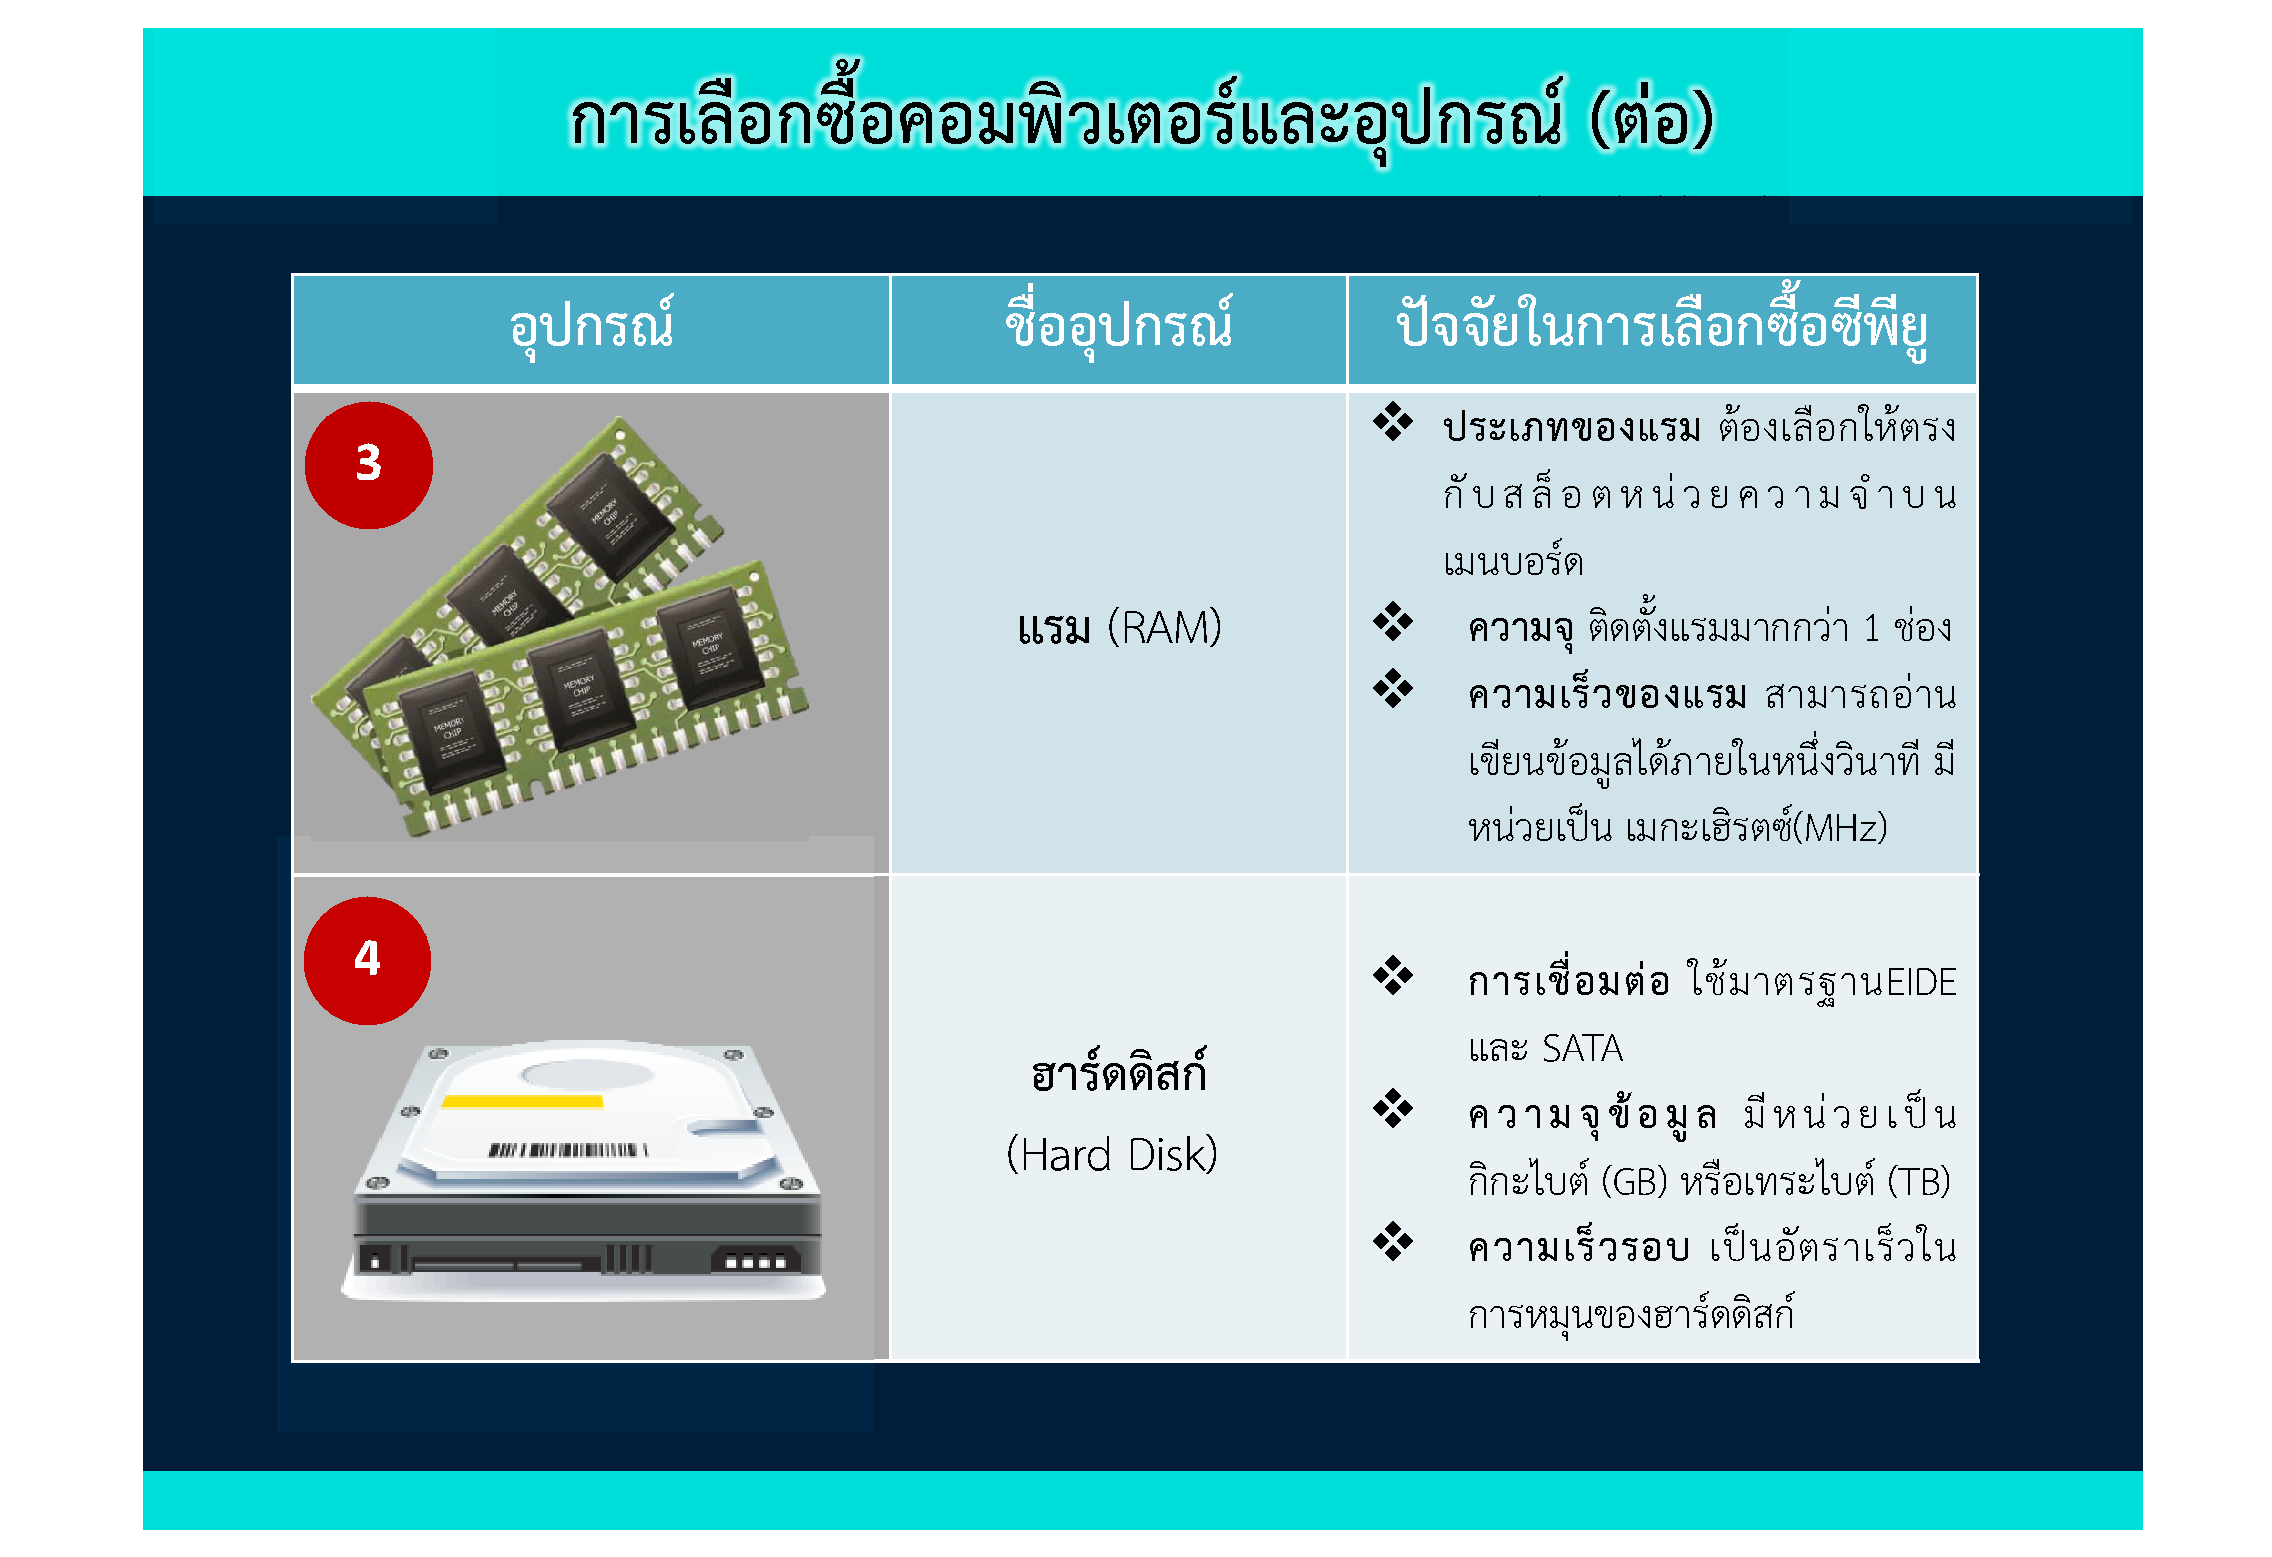 การเลือกซื้อคอมพิวเตอร์และอุปกรณ์ (ต่อ)
อุปกรณ์
ชื่ออุปกรณ์
ปัจจัยในการเลือกซื้อซีพียู
3
MEMORY CHIP
MEMORY CHIP
MEMORY CHIP
MEMORY CHIP
MEMORY CHIP
แรม (RAM)
❖ ประเภทของแรม ต้องเลือกให้ตรง
กับสล็อตหน่วยความจำบน
เมนบอร์ด
❖ ความจุ ติดตั้งแรมมากกว่า 1 ช่อง
❖ ความเร็วของแรม สามารถอ่าน
เขียนข้อมูลได้ภายในหนึ่งวินาที มี
หน่วยเป็น เมกะเฮิรตซ์(MHz)
4
ฮาร์ดดิสก์
(Hard Disk)
❖ การเชื่อมต่อ ใช้มาตรฐานEIDE
และ SATA
❖ ความจุข้อมูล มีหน่วยเป็น
กิกะไบต์ (GB) หรือเทระไบต์ (TB)
❖ ความเร็วรอบ เป็นอัตราเร็วใน
การหมุนของฮาร์ดดิสก์